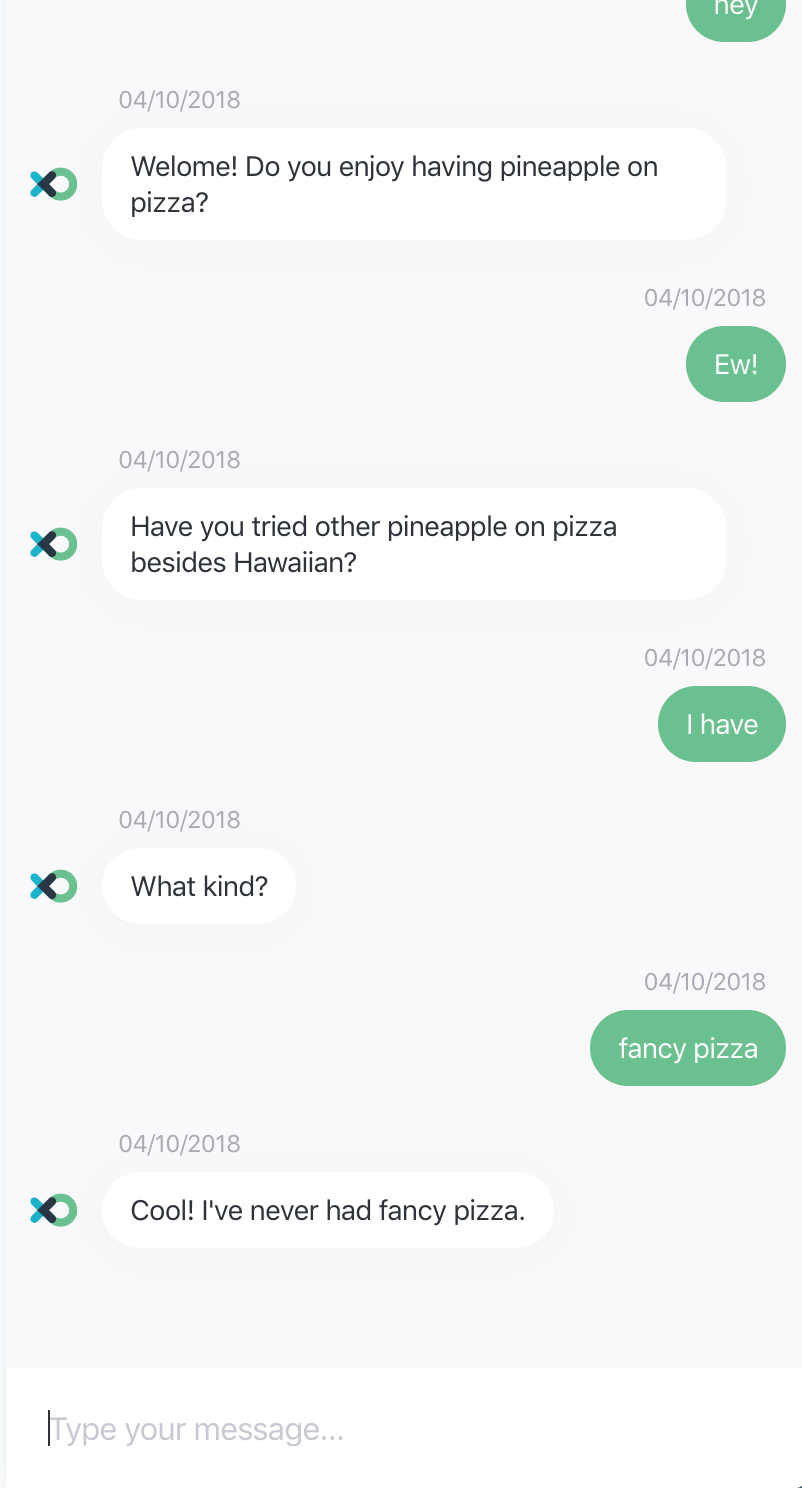 hey
04/10/2018
Welome! Do you enjoy having pineapple on
pizza?
04/10/2018
Ew!
04/10/2018
Have you tried other pineapple on pizza
besides Hawaiian?
04/10/2018
I have
04/10/2018
What kind?
04/10/2018
fancy pizza
04/10/2018
Cool! I've never had fancy pizza.
Type your message...